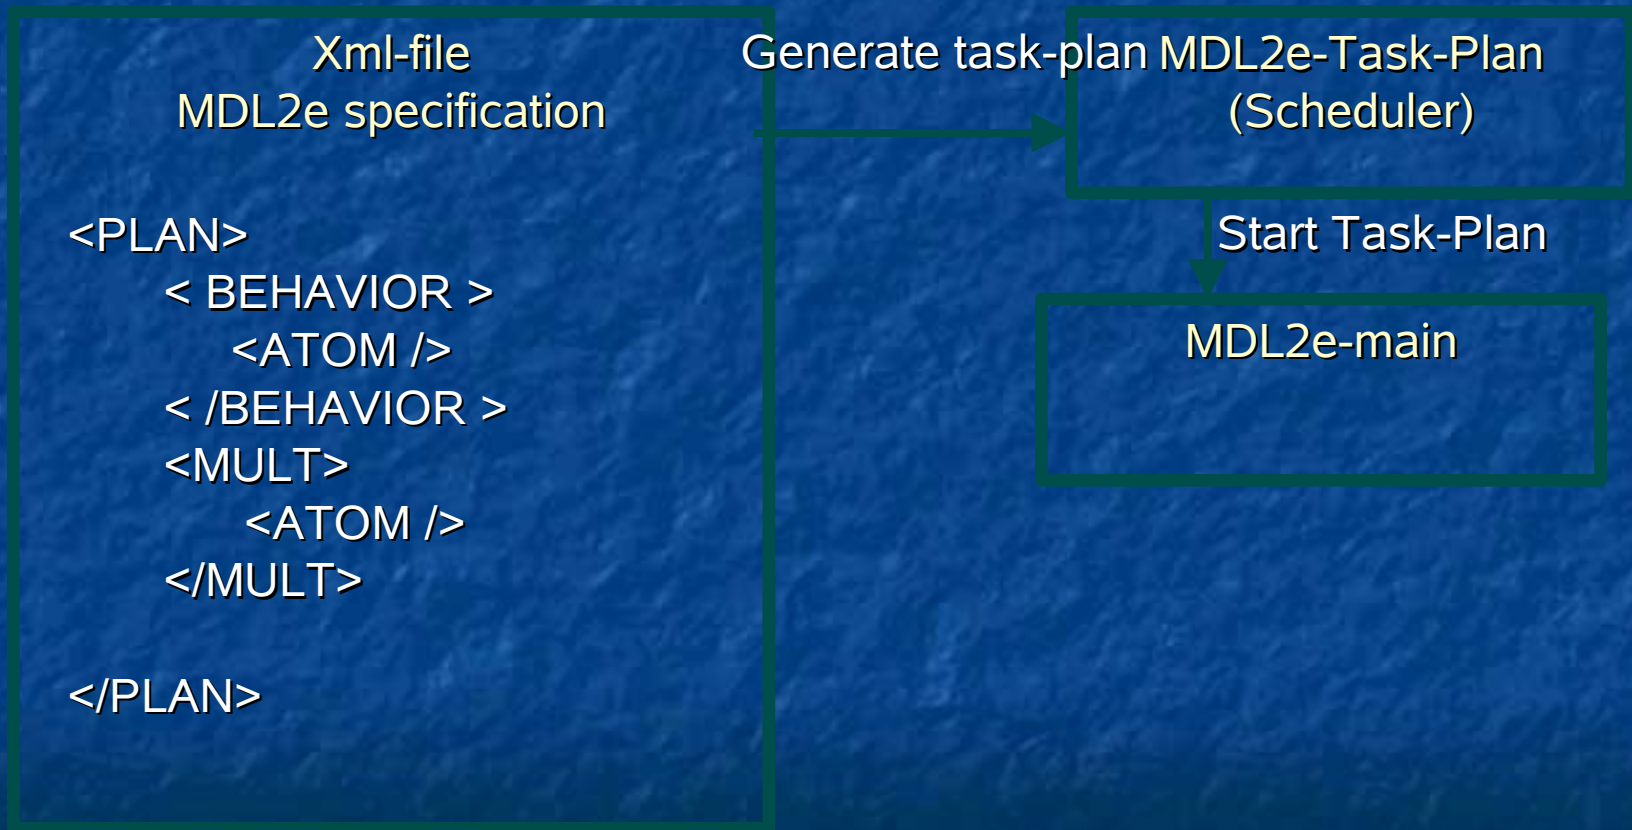 Xml-file
MDL2e specification
<PLAN>
< BEHAVIOR >
<ATOM />
< /BEHAVIOR >
<MULT>
<ATOM />
</MULT>
</PLAN>
Generate task-plan
MDL2e-Task-Plan
(Scheduler)
Start Task-Plan
MDL2e-main